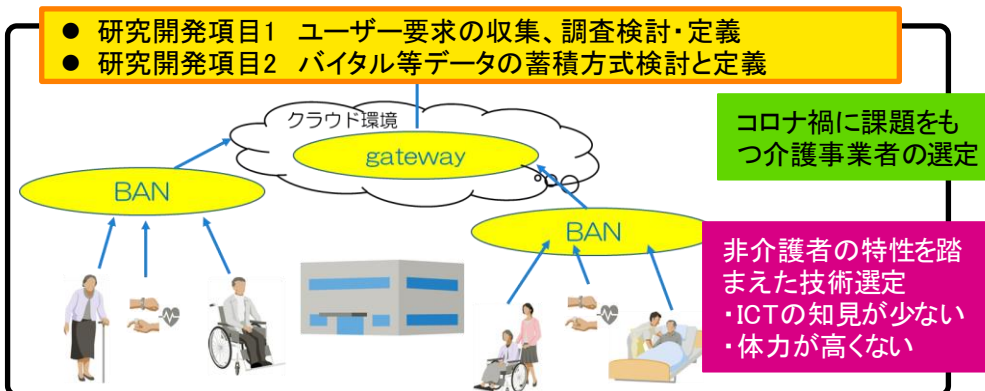 ● 研究開発項目1　ユーザー要求の収集、調査検討・定義
● 研究開発項目2　バイタル等データの蓄積方式検討と定義
クラウド環境
gateway
コロナ禍に課題をも
つ介護事業者の選定
BAN
BAN
非介護者の特性を踏
まえた技術選定
・ICTの知見が少ない
・体力が高くない